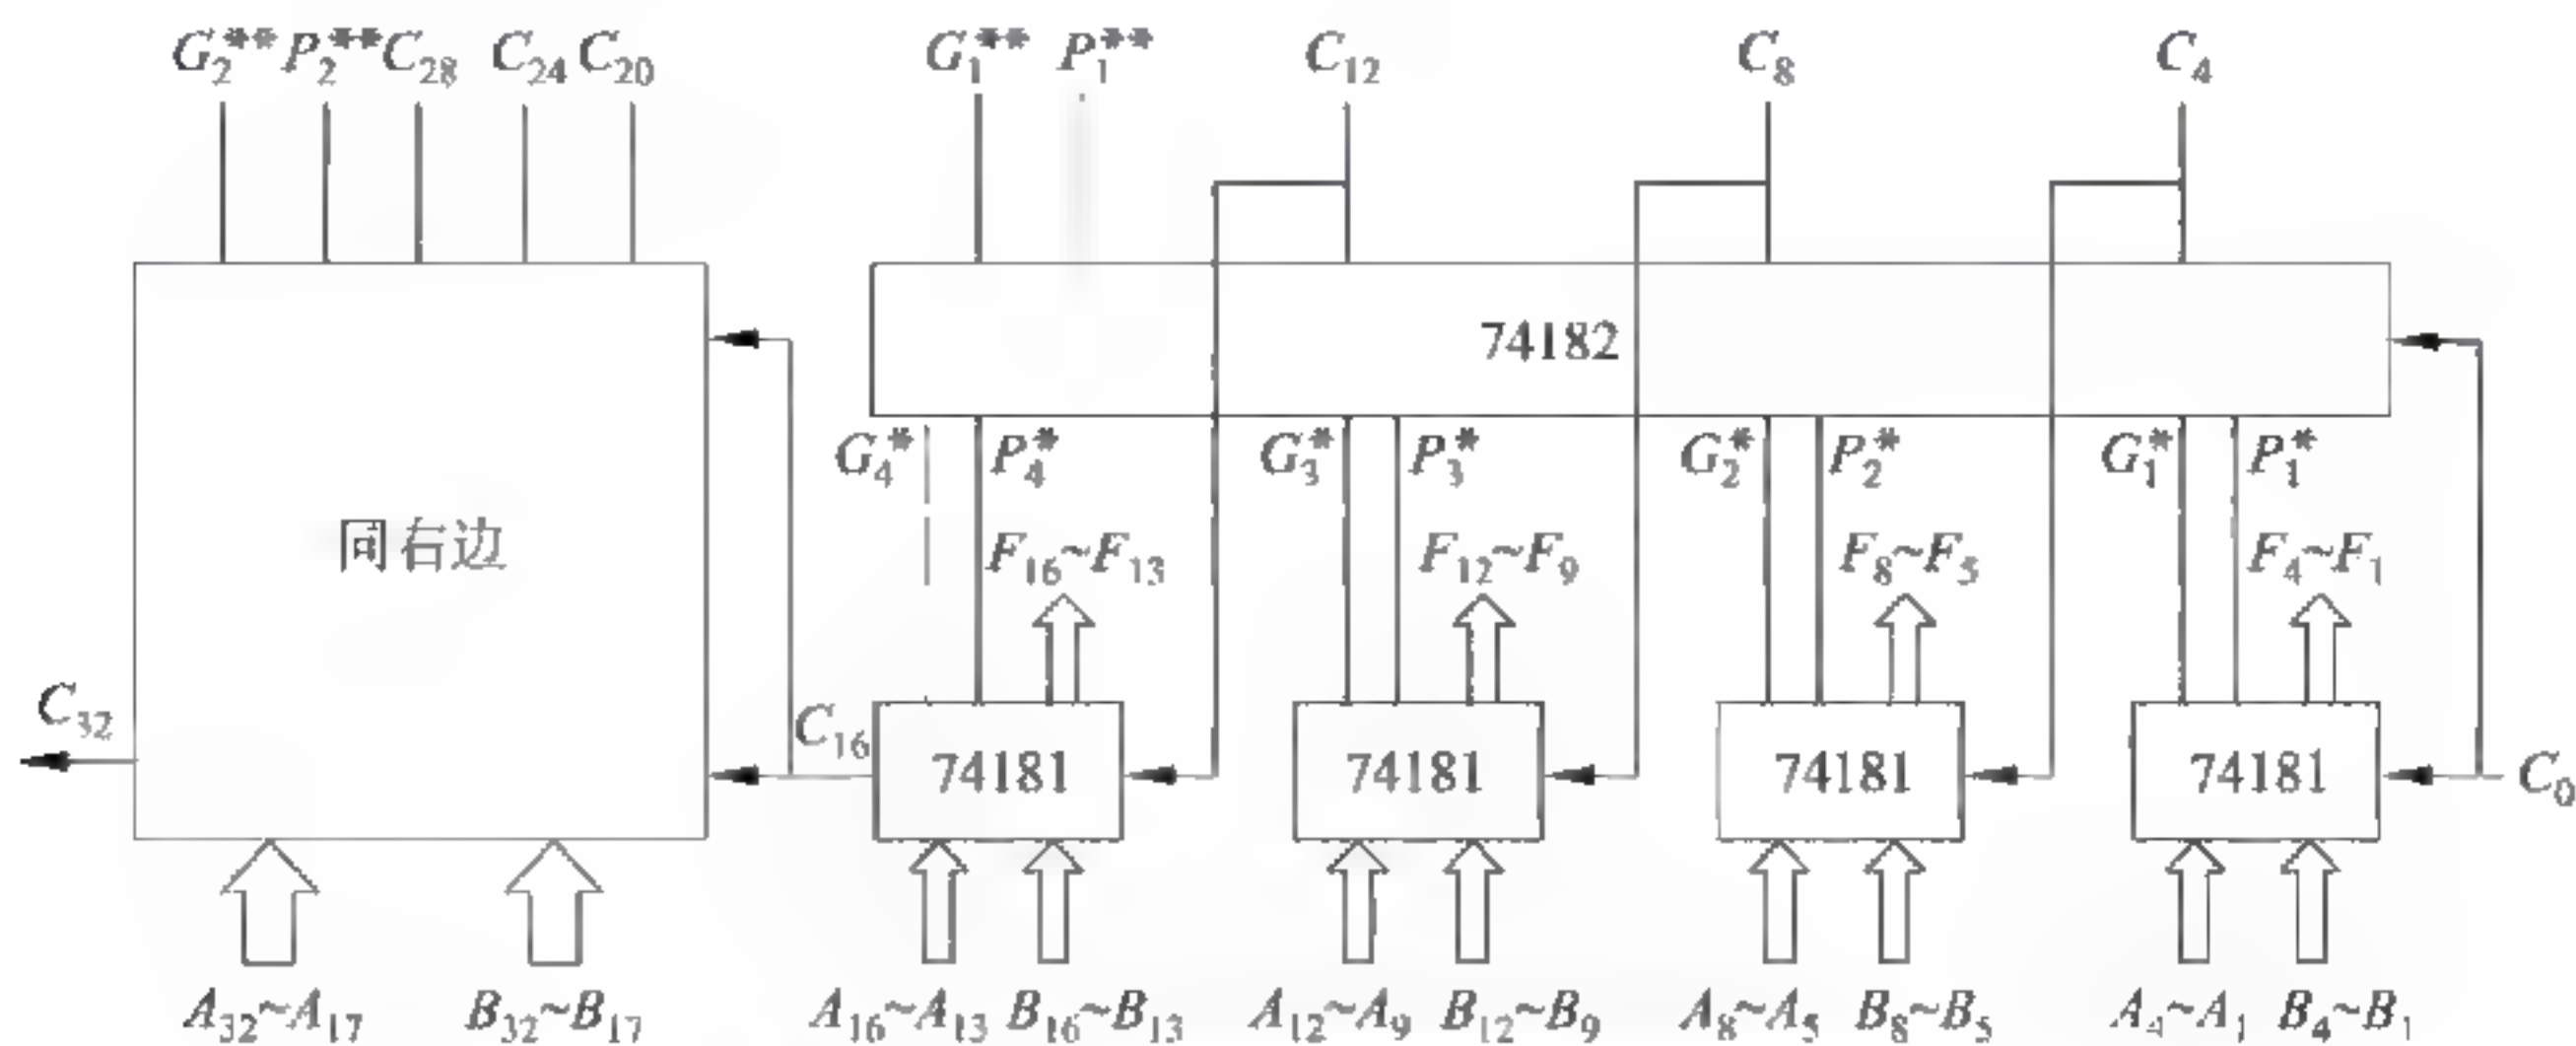 G₂** P₂** C₂₈ C₂₄ C₂₀ G₁** P₁** C₁₂ C₈ C₄
74182
G₄* P₄* G₃* P₃* G₂* P₂* G₁* P₁*
同右边
F₁₆~F₁₃ F₁₂~F₉ F₈~F₅ F₄~F₁
C₃₂ C₁₆ 74181 74181 74181 74181 C₀
A₃₂~A₁₇ B₃₂~B₁₇ A₁₆~A₁₃ B₁₆~B₁₃ A₁₂~A₉ B₁₂~B₉ A₈~A₅ B₈~B₅ A₄~A₁ B₄~B₁